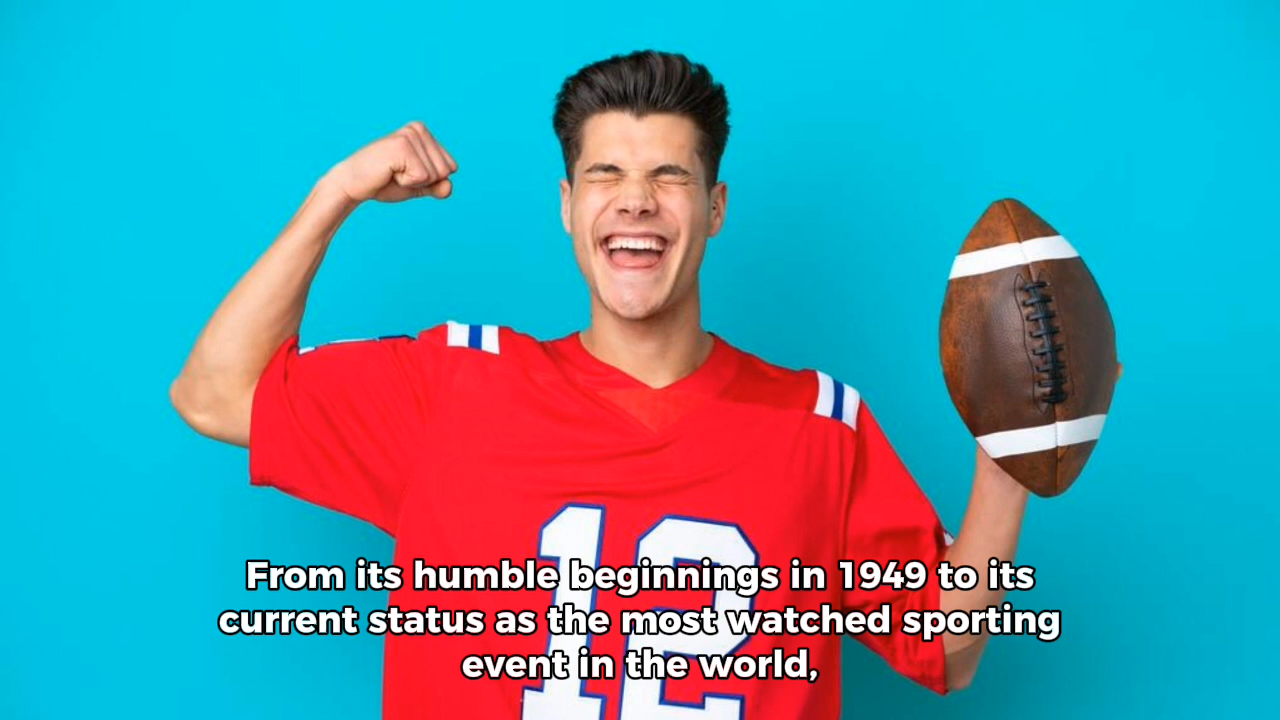 12
From its humble beginnings in 1949 to its
current status as the most watched sporting
event in the world,